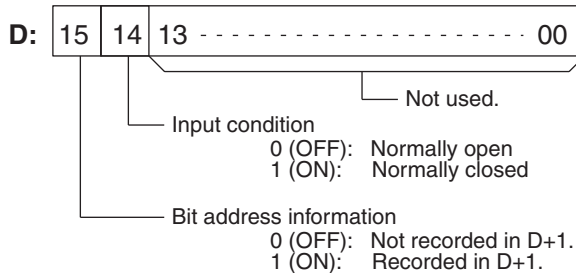 D: 15 14 13 00
Not used.
Input condition
0 (OFF): Normally open
1 (ON): Normally closed
Bit address information
0 (OFF): Not recorded in D+1.
1 (ON): Recorded in D+1.